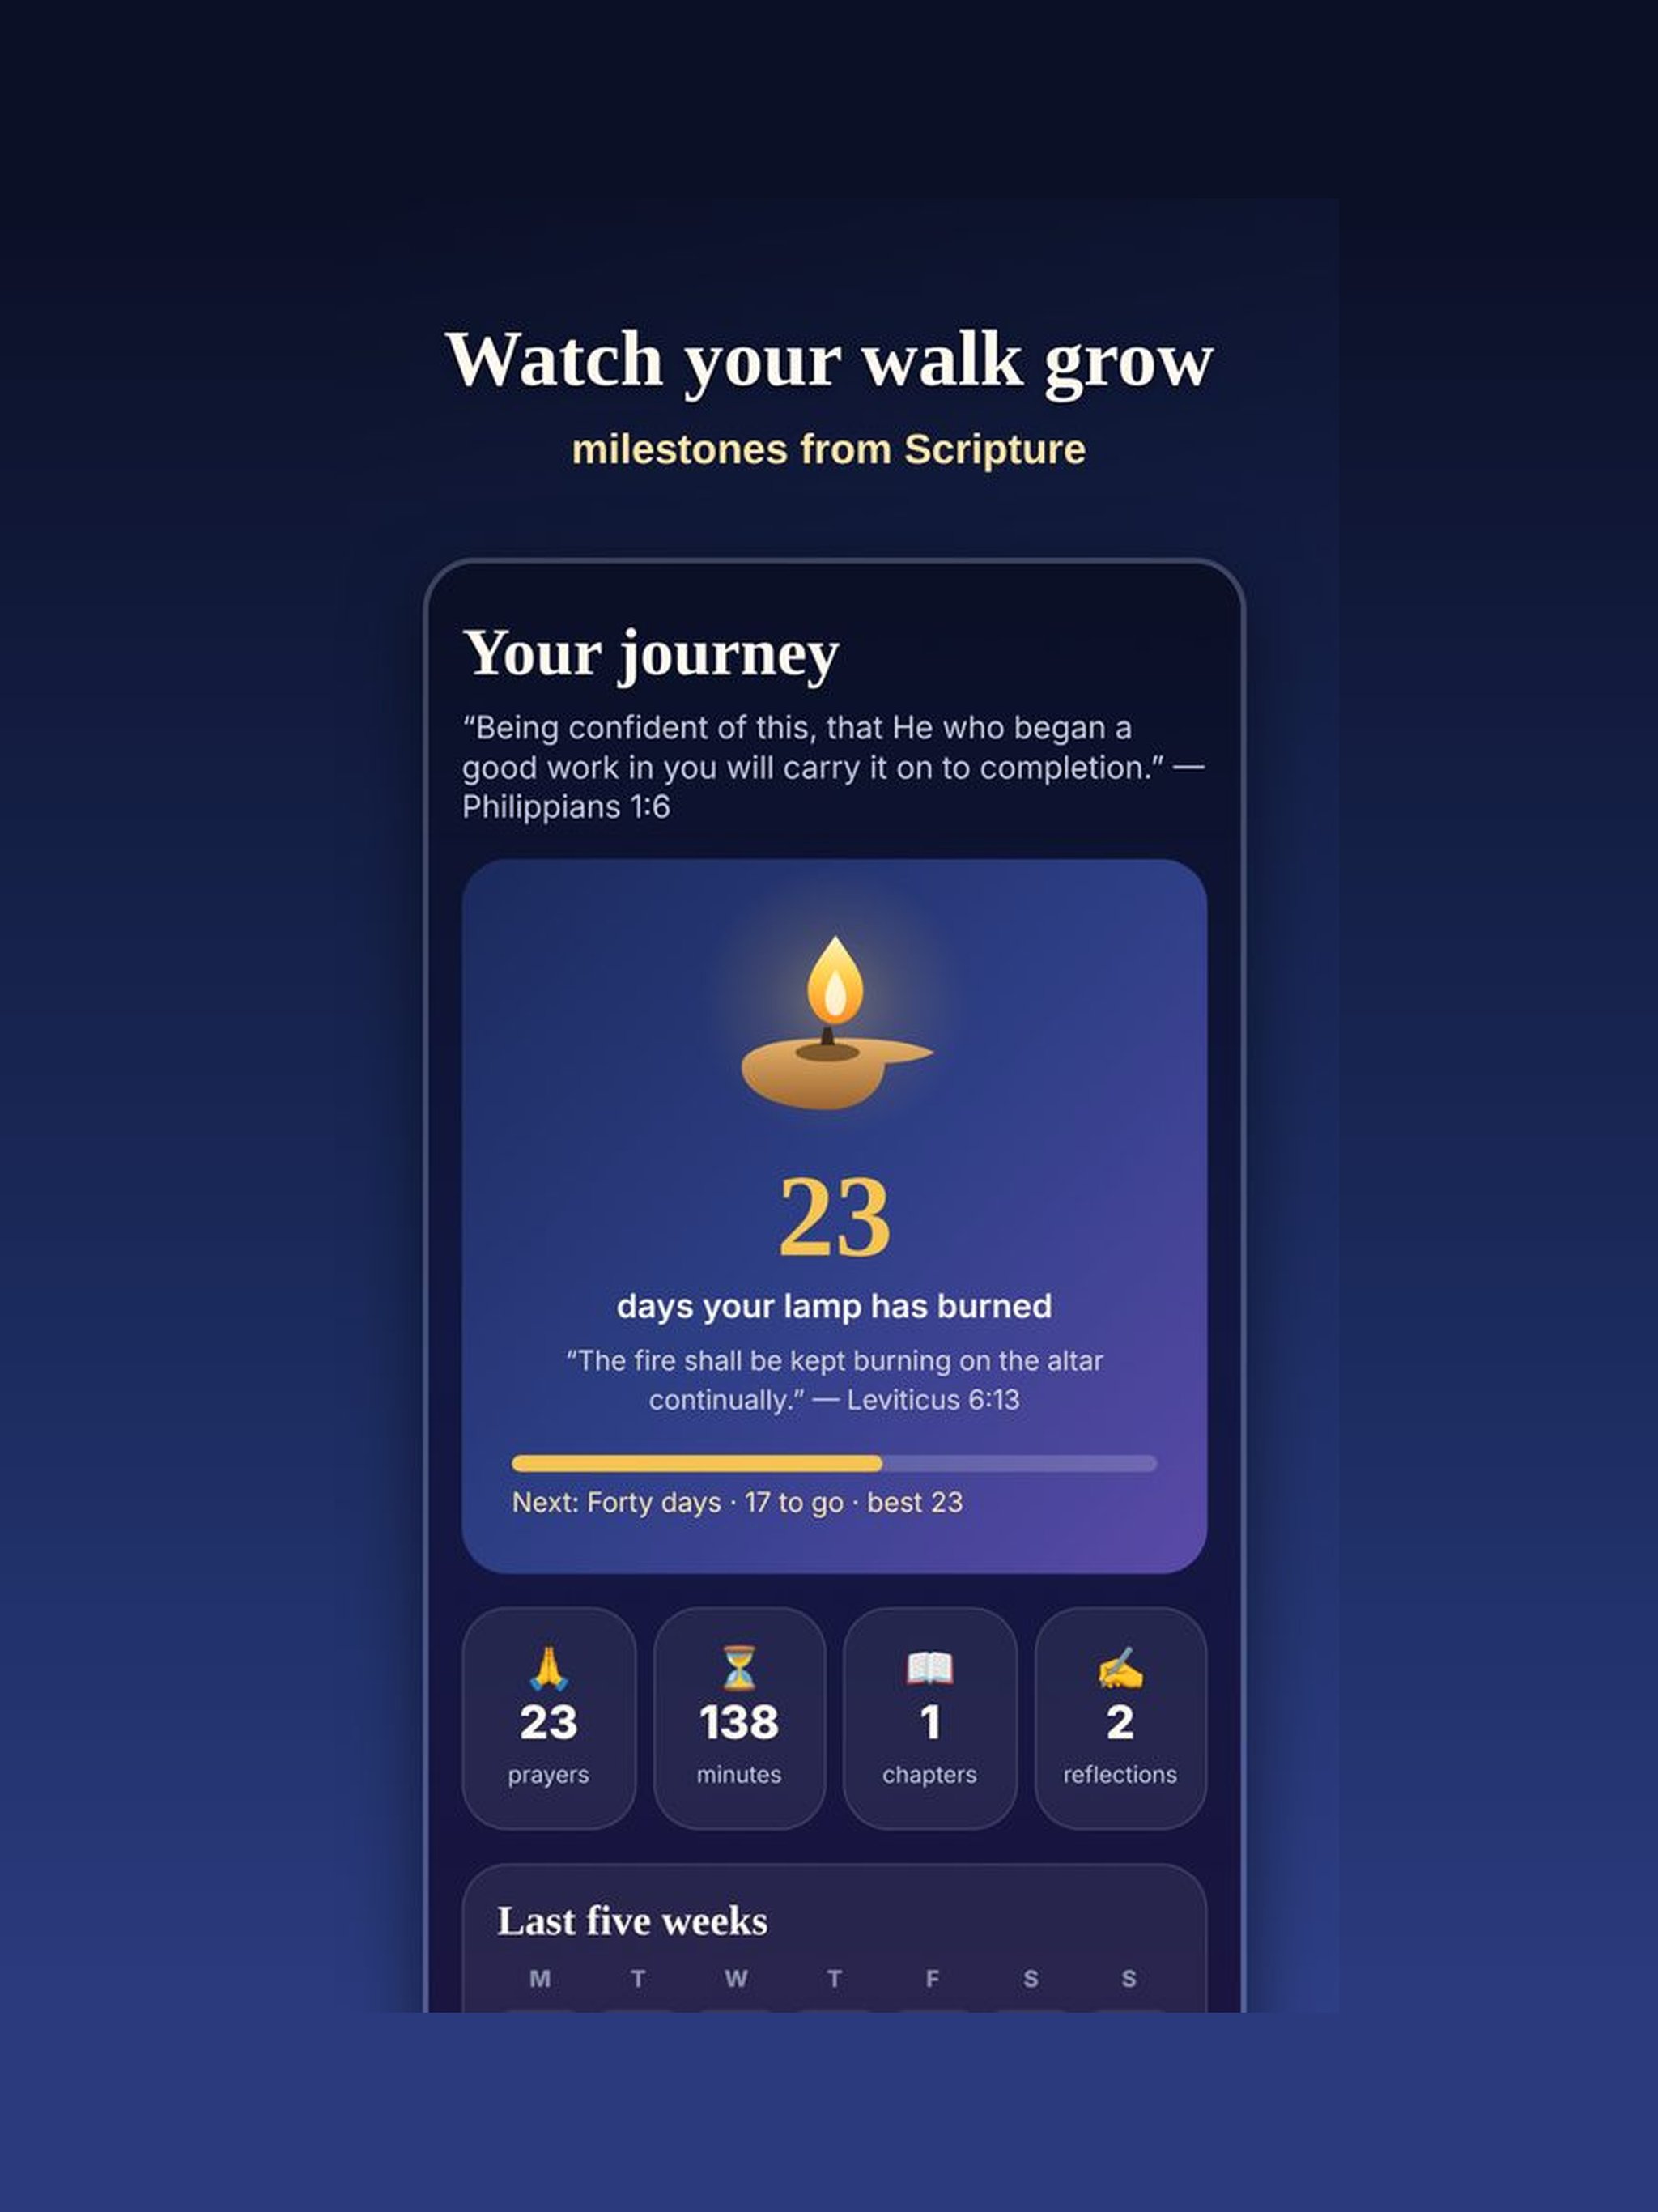 Watch your walk grow
milestones from Scripture
Your journey
“Being confident of this, that He who began a
good work in you will carry it on to completion.” —
Philippians 1:6
23
days your lamp has burned
“The fire shall be kept burning on the altar
continually.” — Leviticus 6:13
Next: Forty days · 17 to go · best 23
23 138 1 2
prayers minutes chapters reflections
Last five weeks
M T W T F S S